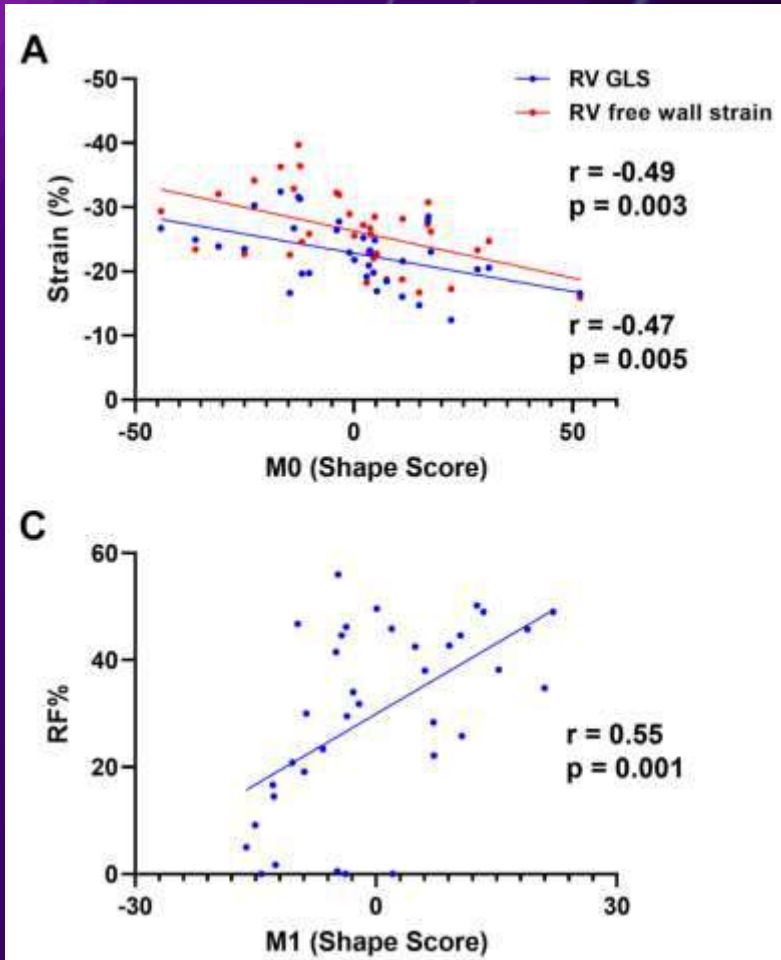 A
-50
-40
-30
-20
-10
0
Strain (%)
-50 0 50
M0 (Shape Score)
RV GLS
RV free wall strain
r = -0.49
p = 0.003
r = -0.47
p = 0.005
C
60
40
20
0
RF%
-30 0 30
M1 (Shape Score)
r = 0.55
p = 0.001